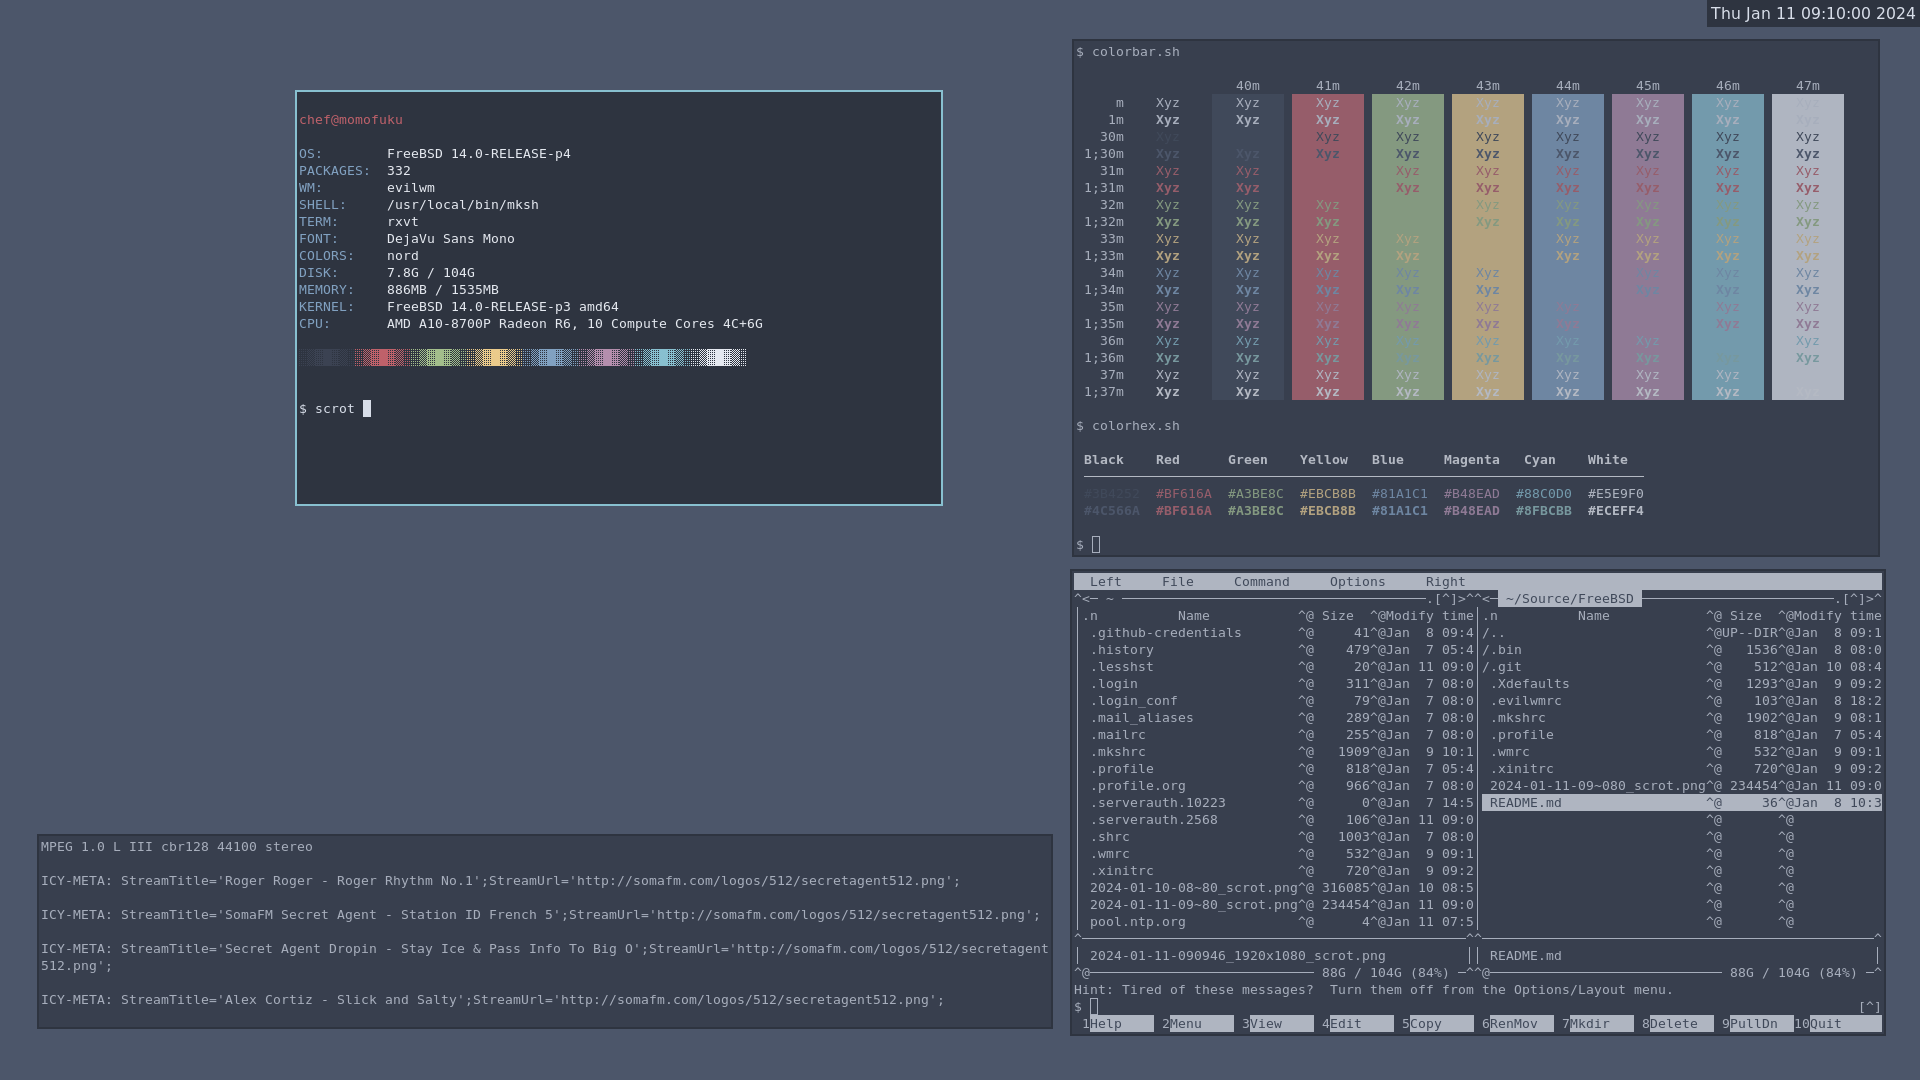 Thu Jan 11 09:10:00 2024
chef@momofuku
OS: FreeBSD 14.0-RELEASE-p4
PACKAGES: 332
WM: evilwm
SHELL: /usr/local/bin/mksh
TERM: rxvt
FONT: DejaVu Sans Mono
COLORS: nord
DISK: 7.8G / 104G
MEMORY: 886MB / 1535MB
KERNEL: FreeBSD 14.0-RELEASE-p3 amd64
CPU: AMD A10-8700P Radeon R6, 10 Compute Cores 4C+6G
$ scrot
$ colorbar.sh
40m 41m 42m 43m 44m 45m 46m 47m
m Xyz Xyz Xyz Xyz Xyz Xyz Xyz Xyz
1m Xyz Xyz Xyz Xyz Xyz Xyz Xyz Xyz
30m Xyz Xyz Xyz Xyz Xyz Xyz Xyz Xyz
1;30m Xyz Xyz Xyz Xyz Xyz Xyz Xyz Xyz Xyz
31m Xyz Xyz Xyz Xyz Xyz Xyz Xyz Xyz
1;31m Xyz Xyz Xyz Xyz Xyz Xyz Xyz Xyz
32m Xyz Xyz Xyz Xyz Xyz Xyz Xyz Xyz
1;32m Xyz Xyz Xyz Xyz Xyz Xyz Xyz Xyz
33m Xyz Xyz Xyz Xyz Xyz Xyz Xyz Xyz
1;33m Xyz Xyz Xyz Xyz Xyz Xyz Xyz Xyz
34m Xyz Xyz Xyz Xyz Xyz Xyz Xyz Xyz
1;34m Xyz Xyz Xyz Xyz Xyz Xyz Xyz Xyz
35m Xyz Xyz Xyz Xyz Xyz Xyz Xyz Xyz
1;35m Xyz Xyz Xyz Xyz Xyz Xyz Xyz Xyz
36m Xyz Xyz Xyz Xyz Xyz Xyz Xyz Xyz
1;36m Xyz Xyz Xyz Xyz Xyz Xyz Xyz Xyz
37m Xyz Xyz Xyz Xyz Xyz Xyz Xyz Xyz
1;37m Xyz Xyz Xyz Xyz Xyz Xyz Xyz Xyz
$ colorhex.sh
Black Red Green Yellow Blue Magenta Cyan White
#3B4252 #BF616A #A3BE8C #EBCB8B #81A1C1 #B48EAD #88C0D0 #E5E9F0
#4C566A #BF616A #A3BE8C #EBCB8B #81A1C1 #B48EAD #8FBCBB #ECEFF4
$
Left File Command Options Right
^<─ ~ ─.[^]>^^<─ ~/Source/FreeBSD ─.[^]>^
.n Name ^@ Size ^@Modify time│.n Name ^@ Size ^@Modify time
.github-credentials ^@ 41^@Jan 8 09:4│/.. ^@UP--DIR^@Jan 8 09:1
.history ^@ 479^@Jan 7 05:4│/.bin ^@ 1536^@Jan 8 08:0
.lesshst ^@ 20^@Jan 11 09:0│/.git ^@ 512^@Jan 10 08:4
.login ^@ 311^@Jan 7 08:0│ .Xdefaults ^@ 1293^@Jan 9 09:2
.login_conf ^@ 79^@Jan 7 08:0│ .evilwmrc ^@ 103^@Jan 8 18:2
.mail_aliases ^@ 289^@Jan 7 08:0│ .mkshrc ^@ 1902^@Jan 9 08:1
.mailrc ^@ 255^@Jan 7 08:0│ .profile ^@ 818^@Jan 7 05:4
.mkshrc ^@ 1909^@Jan 9 10:1│ .wmrc ^@ 532^@Jan 9 09:1
.profile ^@ 818^@Jan 7 05:4│ .xinitrc ^@ 720^@Jan 9 09:2
.profile.org ^@ 966^@Jan 7 08:0│ 2024-01-11-09~080_scrot.png^@ 234454^@Jan 11 09:0
.serverauth.10223 ^@ 0^@Jan 7 14:5│ README.md ^@ 36^@Jan 8 10:3
.serverauth.2568 ^@ 106^@Jan 11 09:0│ ^@ ^@
.shrc ^@ 1003^@Jan 7 08:0│ ^@ ^@
.wmrc ^@ 532^@Jan 9 09:1│ ^@ ^@
.xinitrc ^@ 720^@Jan 9 09:2│ ^@ ^@
2024-01-10-08~80_scrot.png^@ 316085^@Jan 10 08:5│ ^@ ^@
2024-01-11-09~80_scrot.png^@ 234454^@Jan 11 09:0│ ^@ ^@
pool.ntp.org ^@ 4^@Jan 11 07:5│ ^@ ^@
^─^^─^
│ 2024-01-11-090946_1920x1080_scrot.png ││ README.md │
^@─ 88G / 104G (84%) ─^^@─ 88G / 104G (84%) ─^
Hint: Tired of these messages? Turn them off from the Options/Layout menu.
$ [^]
1Help 2Menu 3View 4Edit 5Copy 6RenMov 7Mkdir 8Delete 9PullDn 10Quit
MPEG 1.0 L III cbr128 44100 stereo
ICY-META: StreamTitle='Roger Roger - Roger Rhythm No.1';StreamUrl='http://somafm.com/logos/512/secretagent512.png';
ICY-META: StreamTitle='SomaFM Secret Agent - Station ID French 5';StreamUrl='http://somafm.com/logos/512/secretagent512.png';
ICY-META: StreamTitle='Secret Agent Dropin - Stay Ice & Pass Info To Big O';StreamUrl='http://somafm.com/logos/512/secretagent
512.png';
ICY-META: StreamTitle='Alex Cortiz - Slick and Salty';StreamUrl='http://somafm.com/logos/512/secretagent512.png';